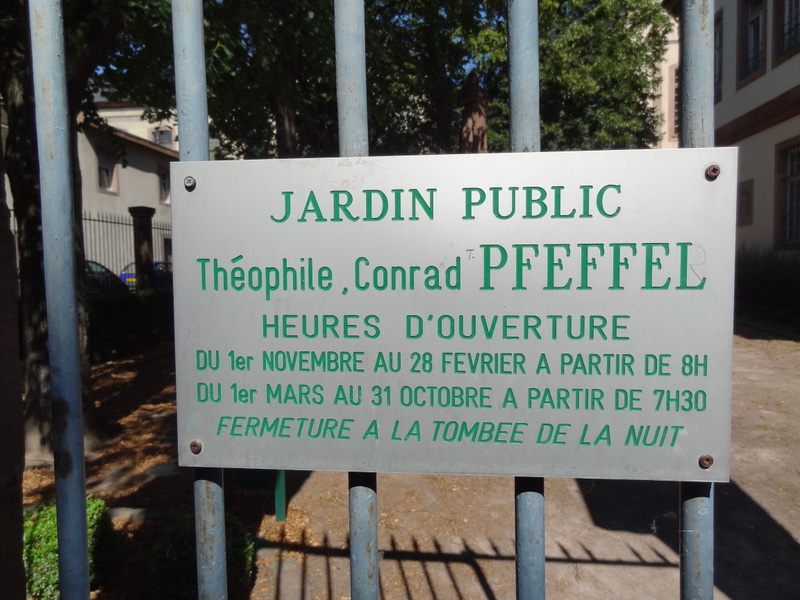 JARDIN PUBLIC
Théophile, Conrad PFEFFEL
HEURES D'OUVERTURE
DU 1er NOVEMBRE AU 28 FEVRIER A PARTIR DE 8H
DU 1er MARS AU 31 OCTOBRE A PARTIR DE 7H30
FERMETURE A LA TOMBEE DE LA NUIT